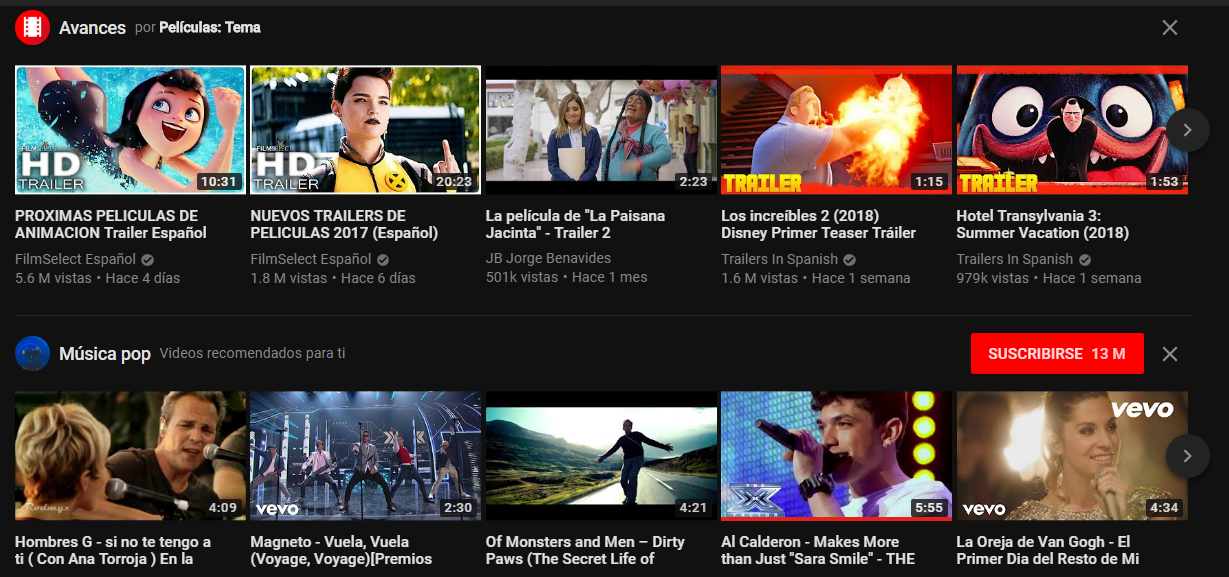 Avances por Películas: Tema
FILMSELECT
HD
TRAILER
10:31
FILMSELECT
HD
TRAILER
20:23
2:23
TRAILER
1:15
TRAILER
1:53
PROXIMAS PELICULAS DE
ANIMACION Trailer Español
FilmSelect Español
5.6 M vistas • Hace 4 días
NUEVOS TRAILERS DE
PELICULAS 2017 (Español)
FilmSelect Español
1.8 M vistas • Hace 6 días
La película de "La Paisana
Jacinta" - Trailer 2
JB Jorge Benavides
501k vistas • Hace 1 mes
Los increíbles 2 (2018)
Disney Primer Teaser Tráiler
Trailers In Spanish
1.6 M vistas • Hace 1 semana
Hotel Transylvania 3:
Summer Vacation (2018)
Trailers In Spanish
979k vistas • Hace 1 semana
Música pop Videos recomendados para ti
SUSCRIBIRSE 13 M
4:09
vevo
2:30
4:21
X FACTOR
5:55
vevo
vevo
4:34
Hombres G - si no te tengo a
ti ( Con Ana Torroja ) En la
Magneto - Vuela, Vuela
(Voyage, Voyage)[Premios
Of Monsters and Men – Dirty
Paws (The Secret Life of
Al Calderon - Makes More
than Just "Sara Smile" - THE
La Oreja de Van Gogh - El
Primer Dia del Resto de Mi